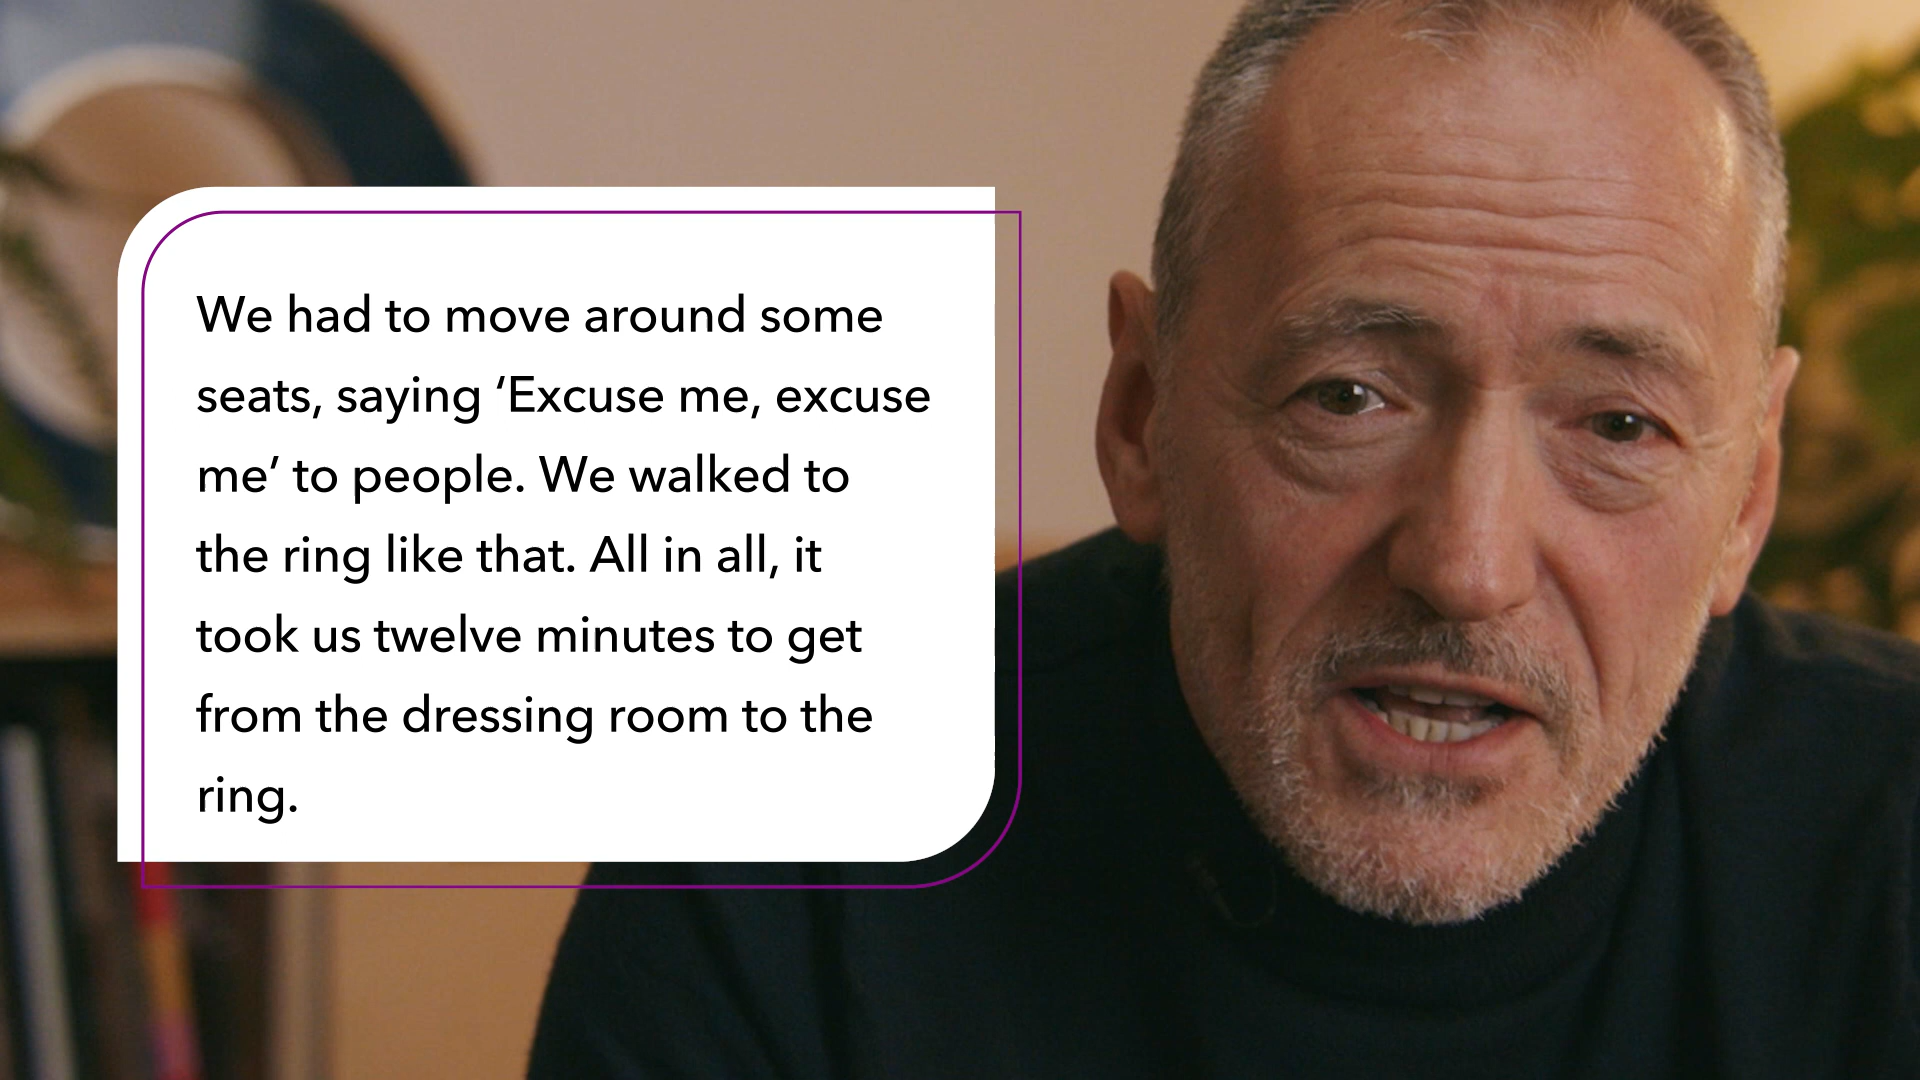 We had to move around some
seats, saying ‘Excuse me, excuse
me’ to people. We walked to
the ring like that. All in all, it
took us twelve minutes to get
from the dressing room to the
ring.